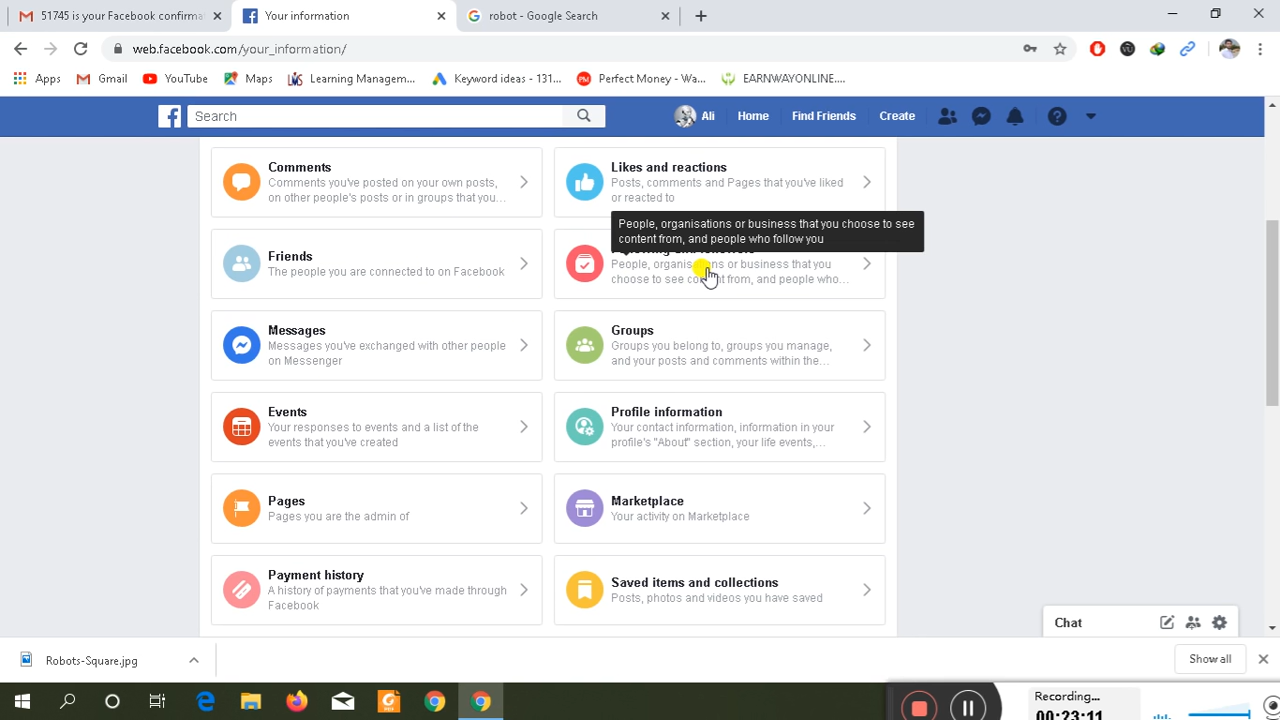 51745 is your Facebook confirma
Your information
robot - Google Search
web.facebook.com/your_information/
Apps
Gmail
YouTube
Maps
Learning Managem...
Keyword ideas - 131...
Perfect Money - Wa...
EARNWAYONLINE....
Search
Ali
Home
Find Friends
Create
Comments
Comments you've posted on your own posts,
on other people's posts or in groups that you...
Likes and reactions
Posts, comments and Pages that you've liked
or reacted to
People, organisations or business that you choose to see
content from, and people who follow you
Friends
The people you are connected to on Facebook
People, organisations or business that you
choose to see content from, and people who...
Messages
Messages you've exchanged with other people
on Messenger
Groups
Groups you belong to, groups you manage,
and your posts and comments within the...
Events
Your responses to events and a list of the
events that you've created
Profile information
Your contact information, information in your
profile's "About" section, your life events,...
Pages
Pages you are the admin of
Marketplace
Your activity on Marketplace
Payment history
A history of payments that you've made through
Facebook
Saved items and collections
Posts, photos and videos you have saved
Chat
Robots-Square.jpg
Show all
Recording...
00:23:11